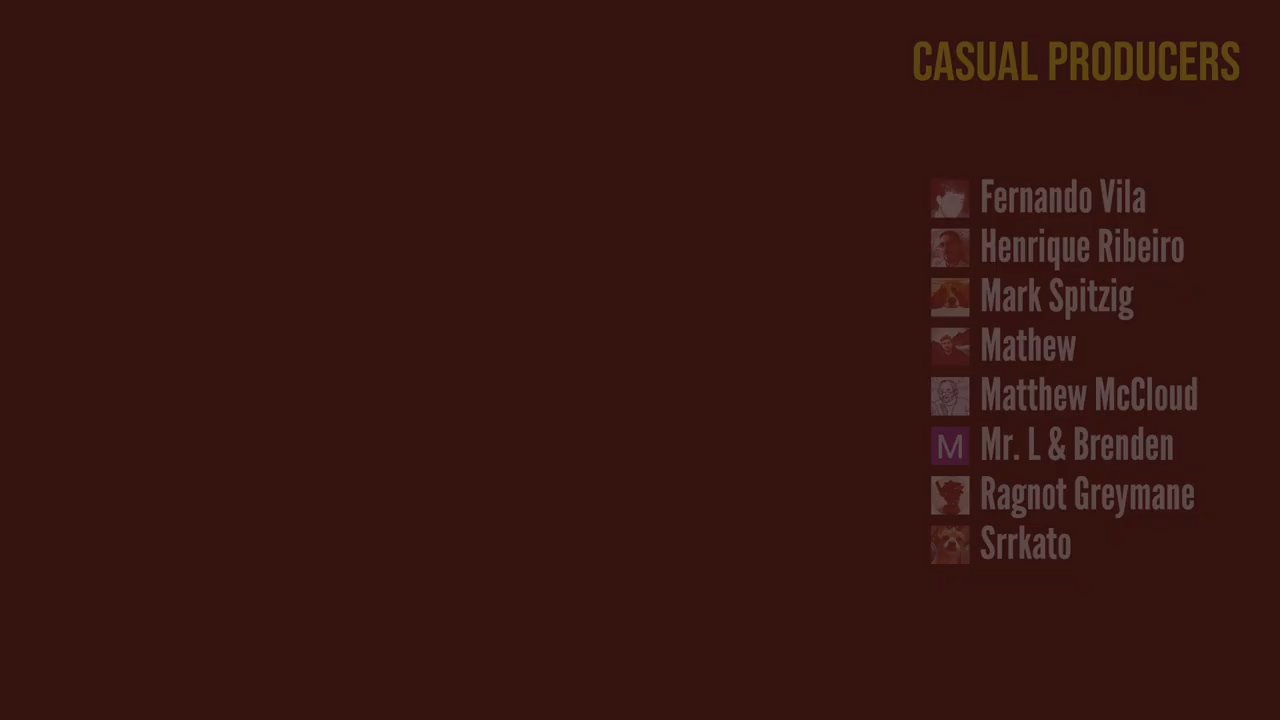 CASUAL PRODUCERS
Fernando Vila
Henrique Ribeiro
Mark Spitzig
Mathew
Matthew McCloud
M Mr. L & Brenden
Ragnot Greymane
Srrkato